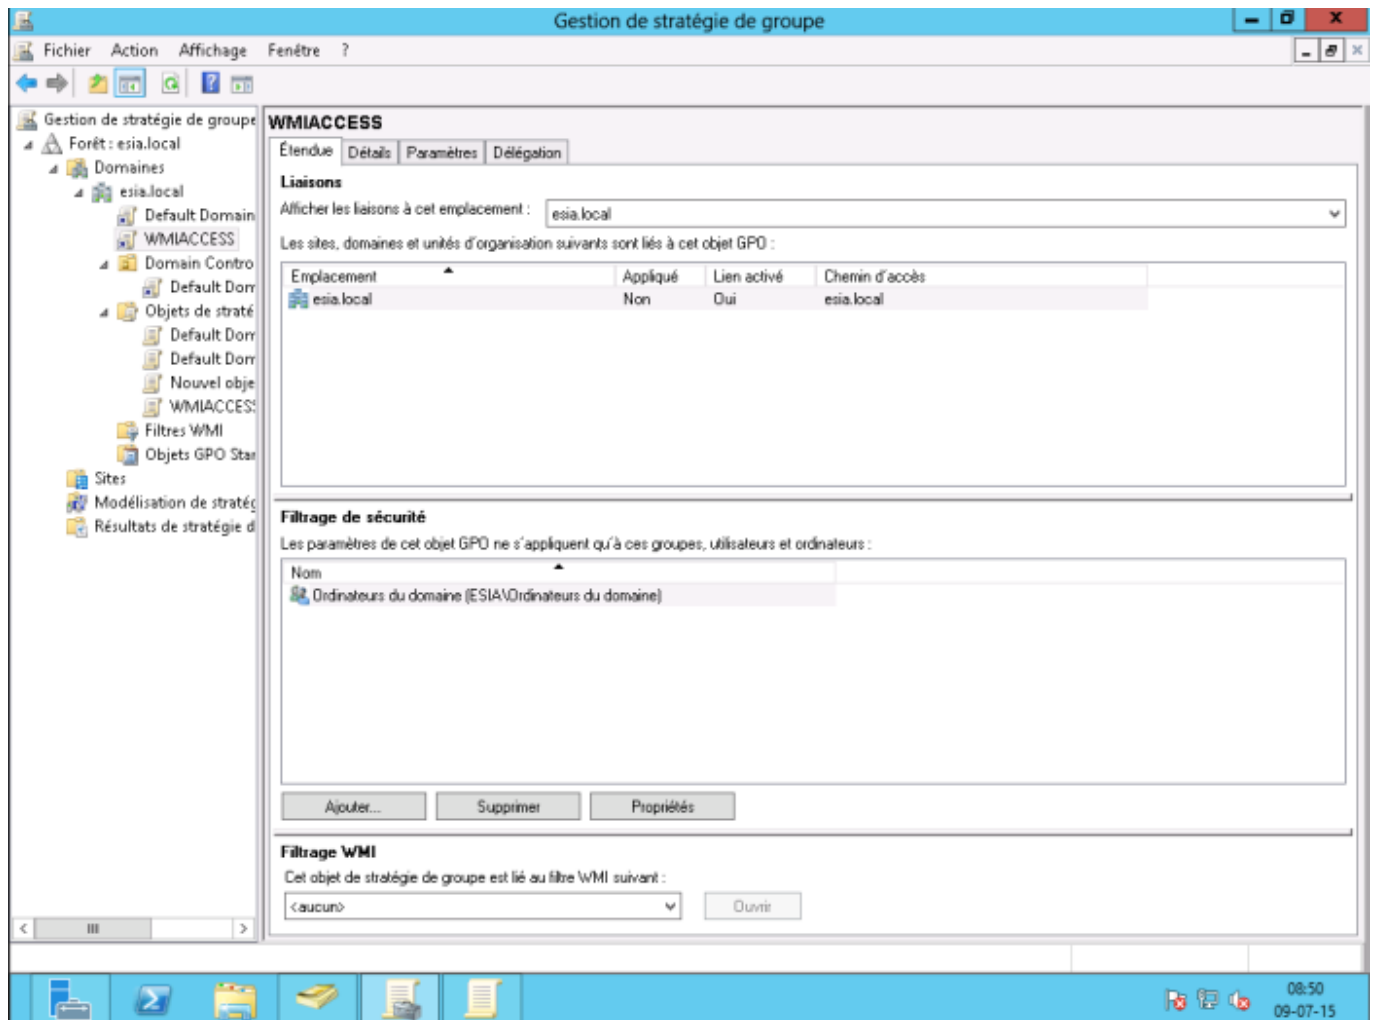 Gestion de stratégie de groupe
Fichier Action Affichage Fenêtre ?
Gestion de stratégie de groupe
Forêt : esia.local
Domaines
esia.local
Default Domain
WMIACCESS
Domain Contro
Default Dom
Objets de straté
Default Dom
Default Dom
Nouvel obje
WMIACCESS
Filtres WMI
Objets GPO Star
Sites
Modélisation de stratég
Résultats de stratégie d
WMIACCESS
Étendue Détails Paramètres Délégation
Liaisons
Afficher les liaisons à cet emplacement : esia.local
Les sites, domaines et unités d'organisation suivants sont liés à cet objet GPO :
Emplacement Appliqué Lien activé Chemin d'accès
esia.local Non Oui esia.local
Filtrage de sécurité
Les paramètres de cet objet GPO ne s'appliquent qu'à ces groupes, utilisateurs et ordinateurs :
Nom
Ordinateurs du domaine (ESIA\Ordinateurs du domaine)
Ajouter... Supprimer Propriétés
Filtrage WMI
Cet objet de stratégie de groupe est lié au filtre WMI suivant :
<aucun> Ouvrir
08:50
09-07-15